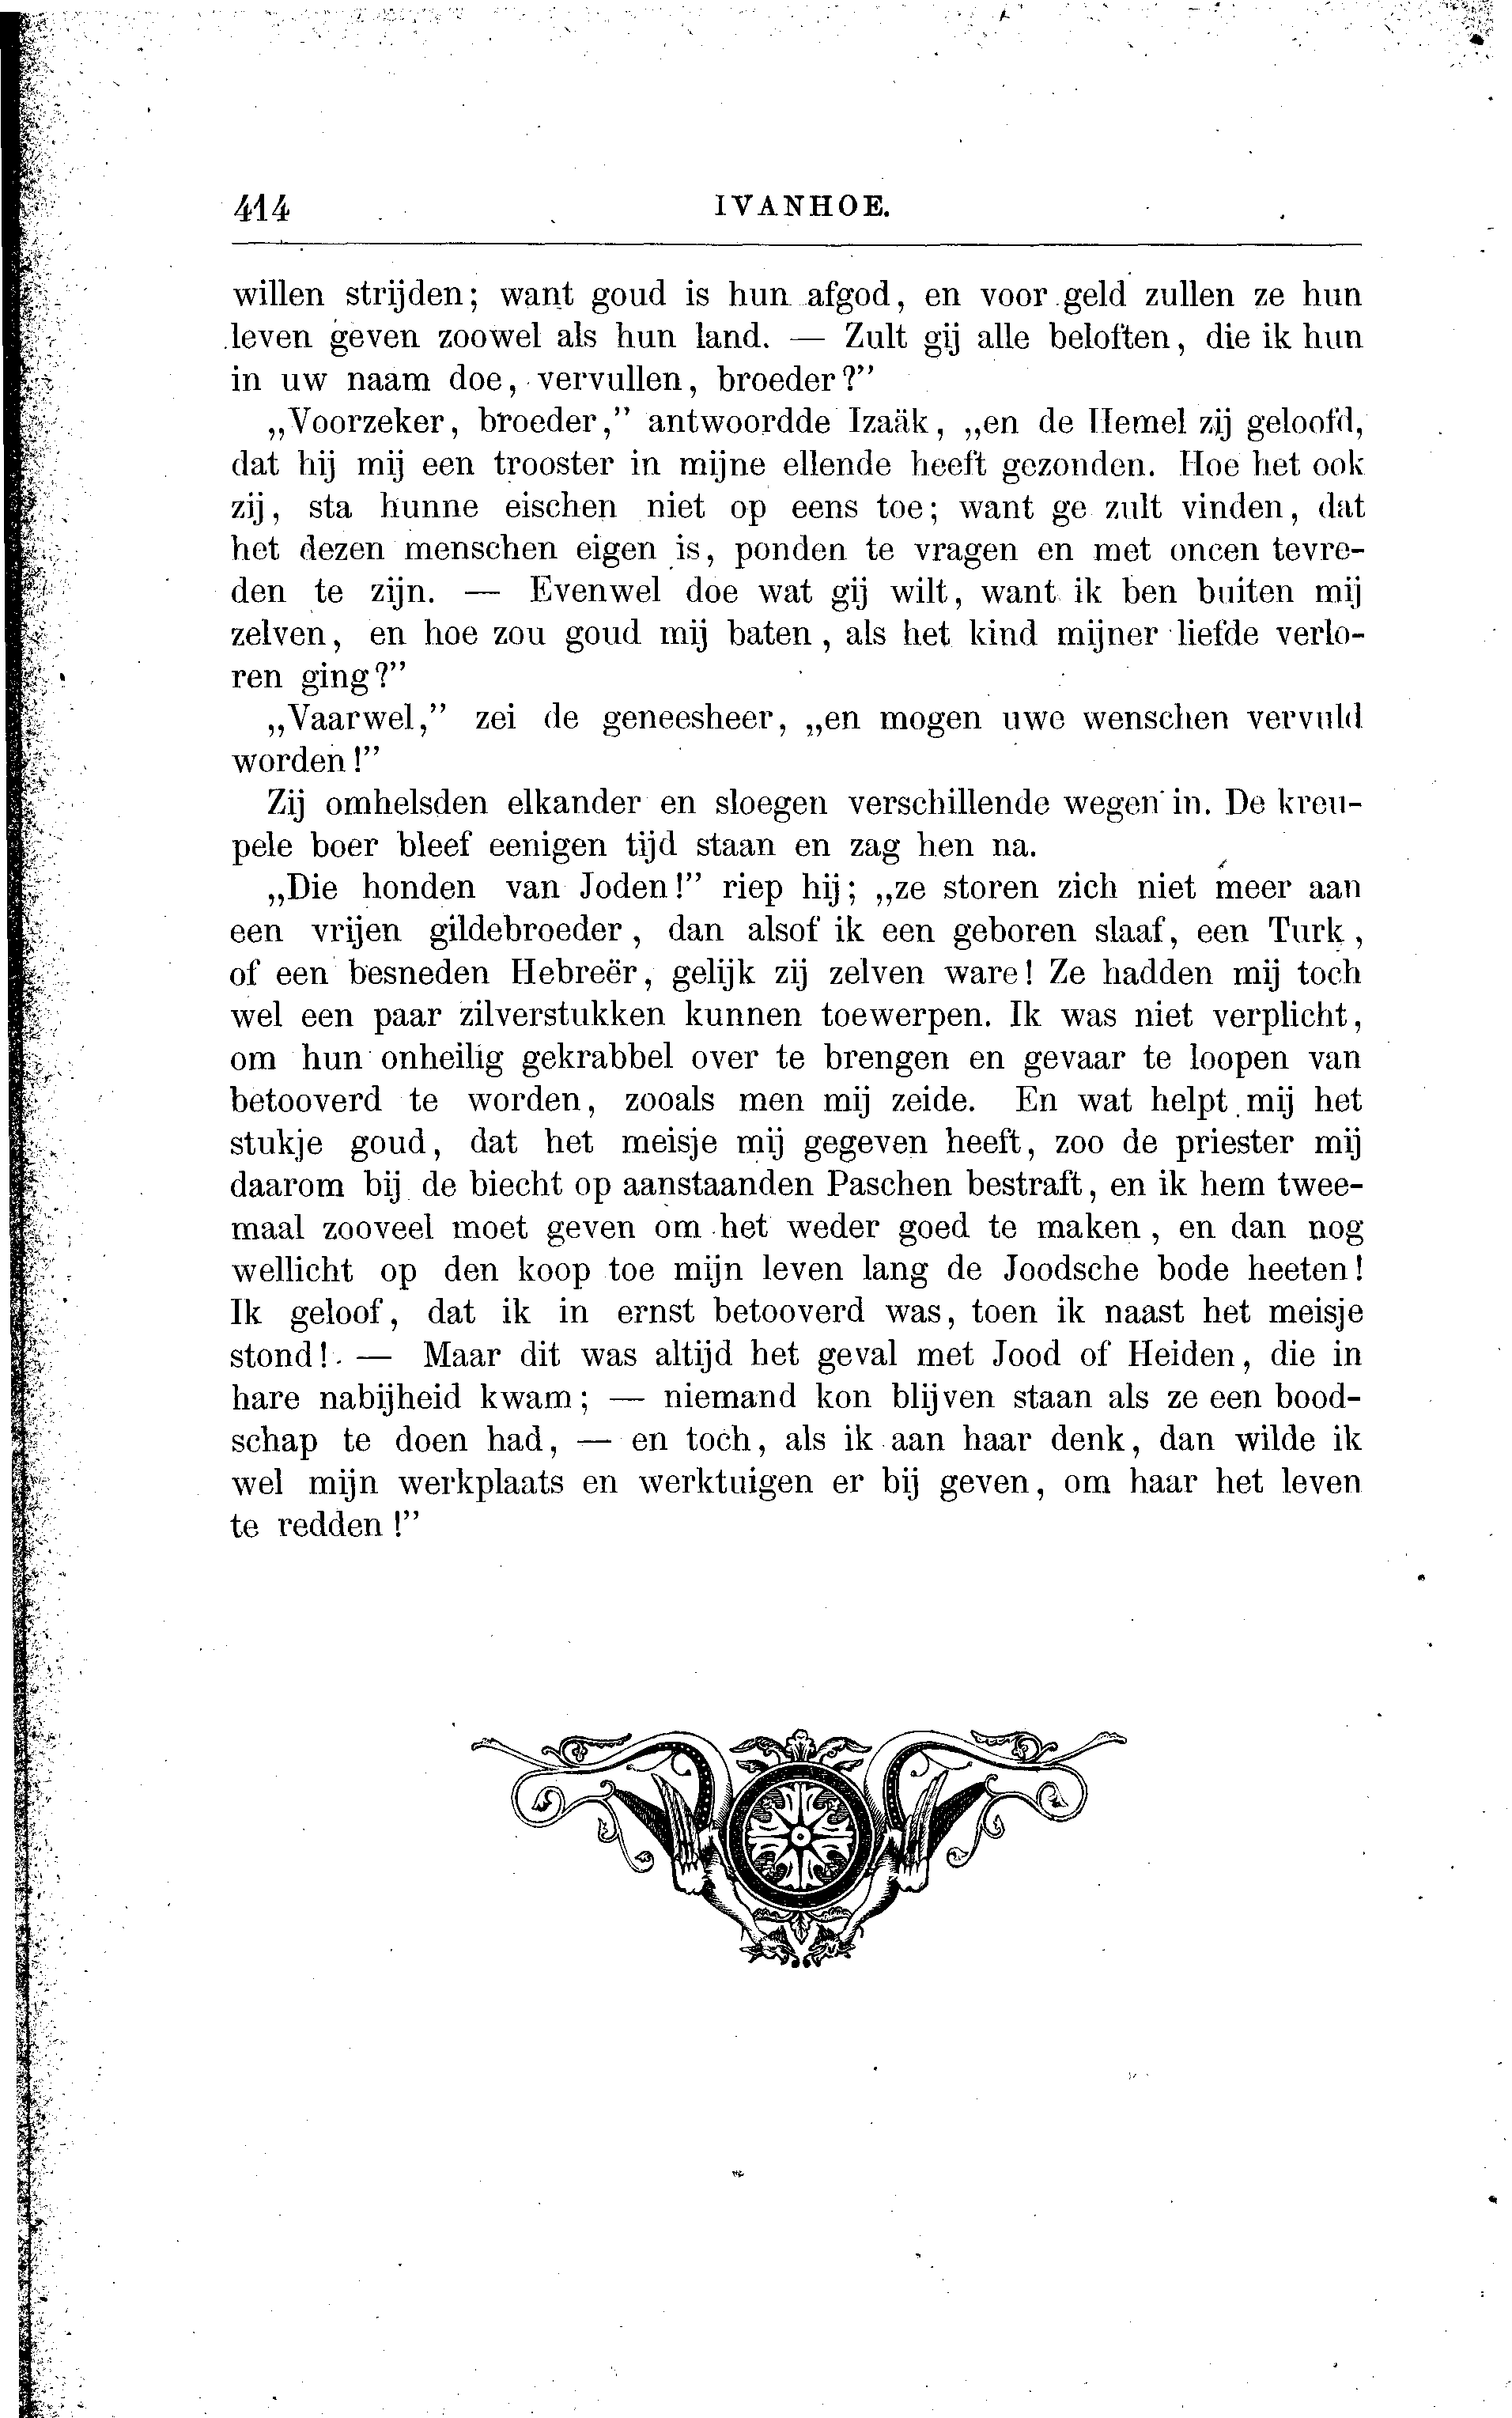 414
IVANHOE.
willen strijden; want goud is hun afgod, en voor geld zullen ze hun
leven geven zoowel als hun land. — Zult gij alle beloften, die ik hun
in uw naam doe, vervullen, broeder?”
„Voorzeker, broeder,” antwoordde Izaäk, „en de Hemel zij geloofd,
dat hij mij een trooster in mijne ellende heeft gezonden. Hoe het ook
zij, sta hunne eischen niet op eens toe; want ge zult vinden, dat
het dezen menschen eigen is, ponden te vragen en met oncen tevre-
den te zijn. — Evenwel doe wat gij wilt, want ik ben buiten mij
zelven, en hoe zou goud mij baten, als het kind mijner liefde verlo-
ren ging?”
„Vaarwel,” zei de geneesheer, „en mogen uwe wenschen vervuld
worden!”
Zij omhelsden elkander en sloegen verschillende wegen in. De kreu-
pele boer bleef eenigen tijd staan en zag hen na.
„Die honden van Joden!” riep hij; „ze storen zich niet meer aan
een vrijen gildebroeder, dan alsof ik een geboren slaaf, een Turk,
of een besneden Hebreër, gelijk zij zelven ware! Ze hadden mij toch
wel een paar zilverstukken kunnen toewerpen. Ik was niet verplicht,
om hun onheilig gekrabbel over te brengen en gevaar te loopen van
betooverd te worden, zooals men mij zeide. En wat helpt mij het
stukje goud, dat het meisje mij gegeven heeft, zoo de priester mij
daarom bij de biecht op aanstaanden Paschen bestraft, en ik hem twee-
maal zooveel moet geven om het weder goed te maken, en dan nog
wellicht op den koop toe mijn leven lang de Joodsche bode heeten!
Ik geloof, dat ik in ernst betooverd was, toen ik naast het meisje
stond!. — Maar dit was altijd het geval met Jood of Heiden, die in
hare nabijheid kwam; — niemand kon blijven staan als ze een bood-
schap te doen had, — en toch, als ik aan haar denk, dan wilde ik
wel mijn werkplaats en werktuigen er bij geven, om haar het leven
te redden!”